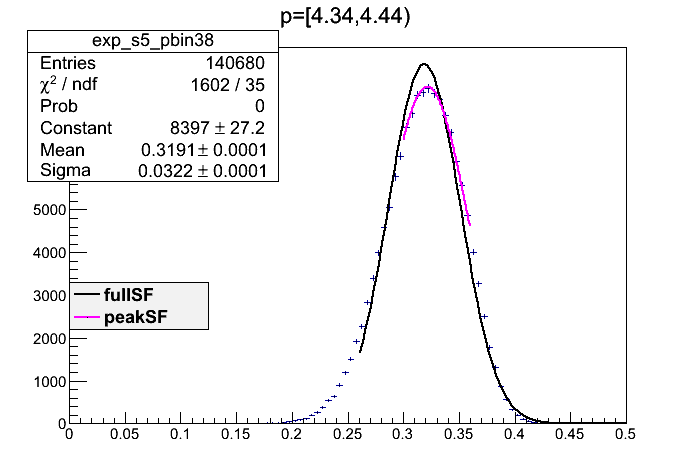 p=[4.34,4.44)
exp_s5_pbin38
Entries 140680
χ² / ndf 1602 / 35
Prob 0
Constant 8397 ± 27.2
Mean 0.3191± 0.0001
Sigma 0.0322 ± 0.0001
5000
4000
3000
fullSF
peakSF
2000
1000
0
0 0.05 0.1 0.15 0.2 0.25 0.3 0.35 0.4 0.45 0.5